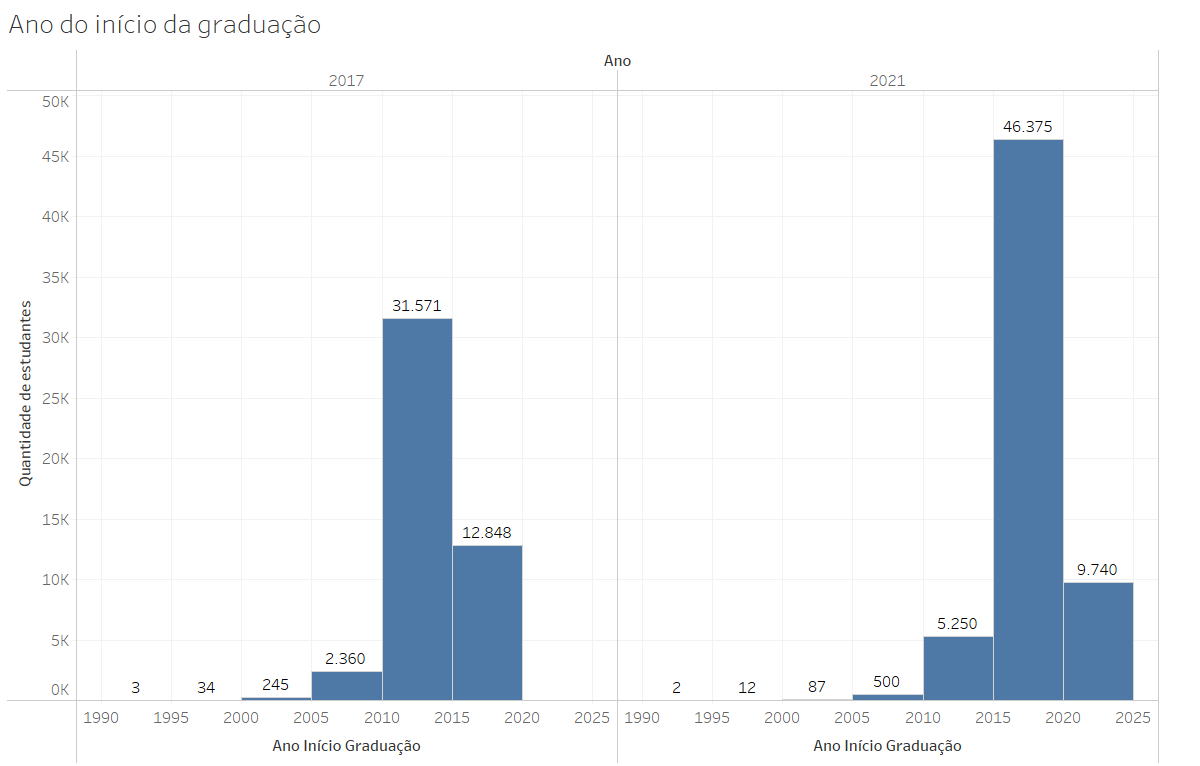 Ano do início da graduação
Ano
2017 2021
50K
45K
40K
35K
30K
25K
20K
15K
10K
5K
0K
Quantidade de estudantes
3 34 245 2.360 31.571 12.848
2 12 87 500 5.250 46.375 9.740
1990 1995 2000 2005 2010 2015 2020 2025 1990 1995 2000 2005 2010 2015 2020 2025
Ano Início Graduação Ano Início Graduação